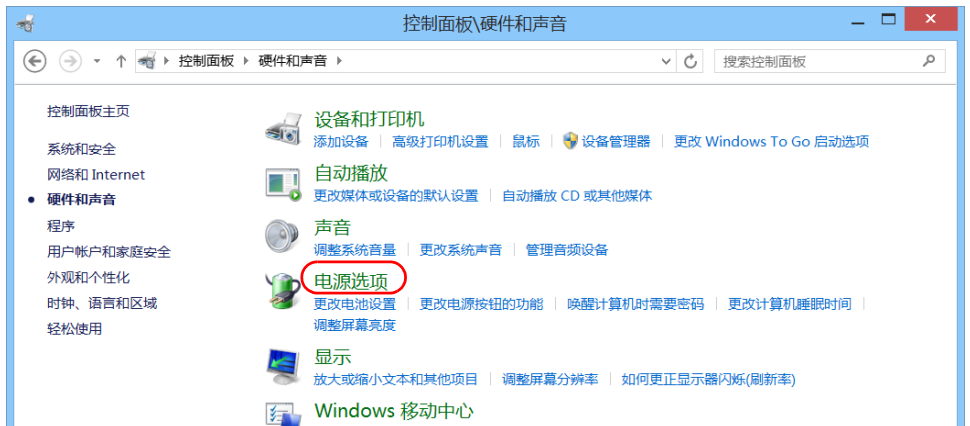 控制面板\硬件和声音
控制面板 硬件和声音
搜索控制面板
控制面板主页
系统和安全
网络和 Internet
硬件和声音
程序
用户帐户和家庭安全
外观和个性化
时钟、语言和区域
轻松使用
设备和打印机
添加设备 高级打印机设置 鼠标 设备管理器 更改 Windows To Go 启动选项
自动播放
更改媒体或设备的默认设置 自动播放 CD 或其他媒体
声音
调整系统音量 更改系统声音 管理音频设备
电源选项
更改电池设置 更改电源按钮的功能 唤醒计算机时需要密码 更改计算机睡眠时间
调整屏幕亮度
显示
放大或缩小文本和其他项目 调整屏幕分辨率 如何更正显示器闪烁(刷新率)
Windows 移动中心